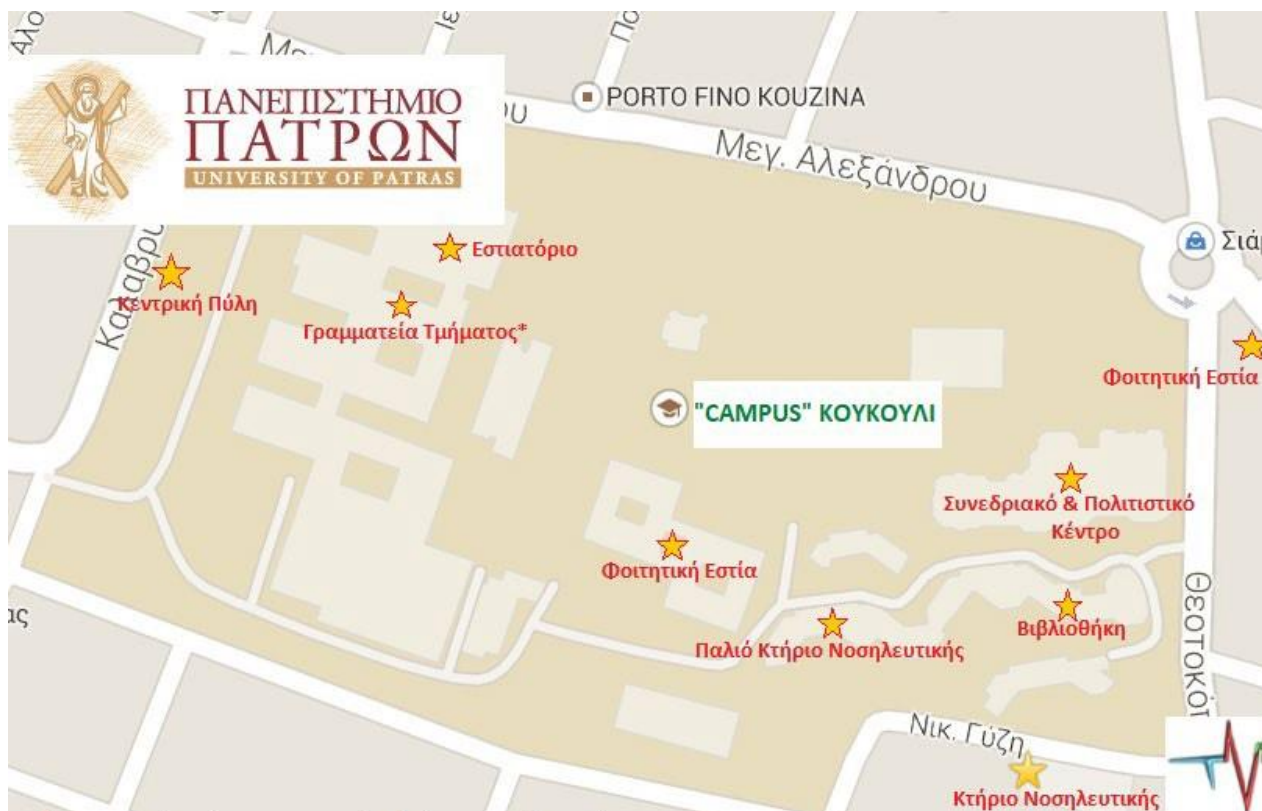 ΠΑΝΕΠΙΣΤΗΜΙΟ
ΠΑΤΡΩΝ
UNIVERSITY OF PATRAS
PORTO FINO KOUZINA
Μεγ. Αλεξάνδρου
Εστιατόριο
Κεντρική Πύλη
Γραμματεία Τμήματος*
Φοιτητική Εστία
"CAMPUS" ΚΟΥΚΟΥΛΙ
Συνεδριακό & Πολιτιστικό
Κέντρο
Φοιτητική Εστία
Παλιό Κτήριο Νοσηλευτικής
Βιβλιοθήκη
Νικ. Γύζη
Κτήριο Νοσηλευτικής